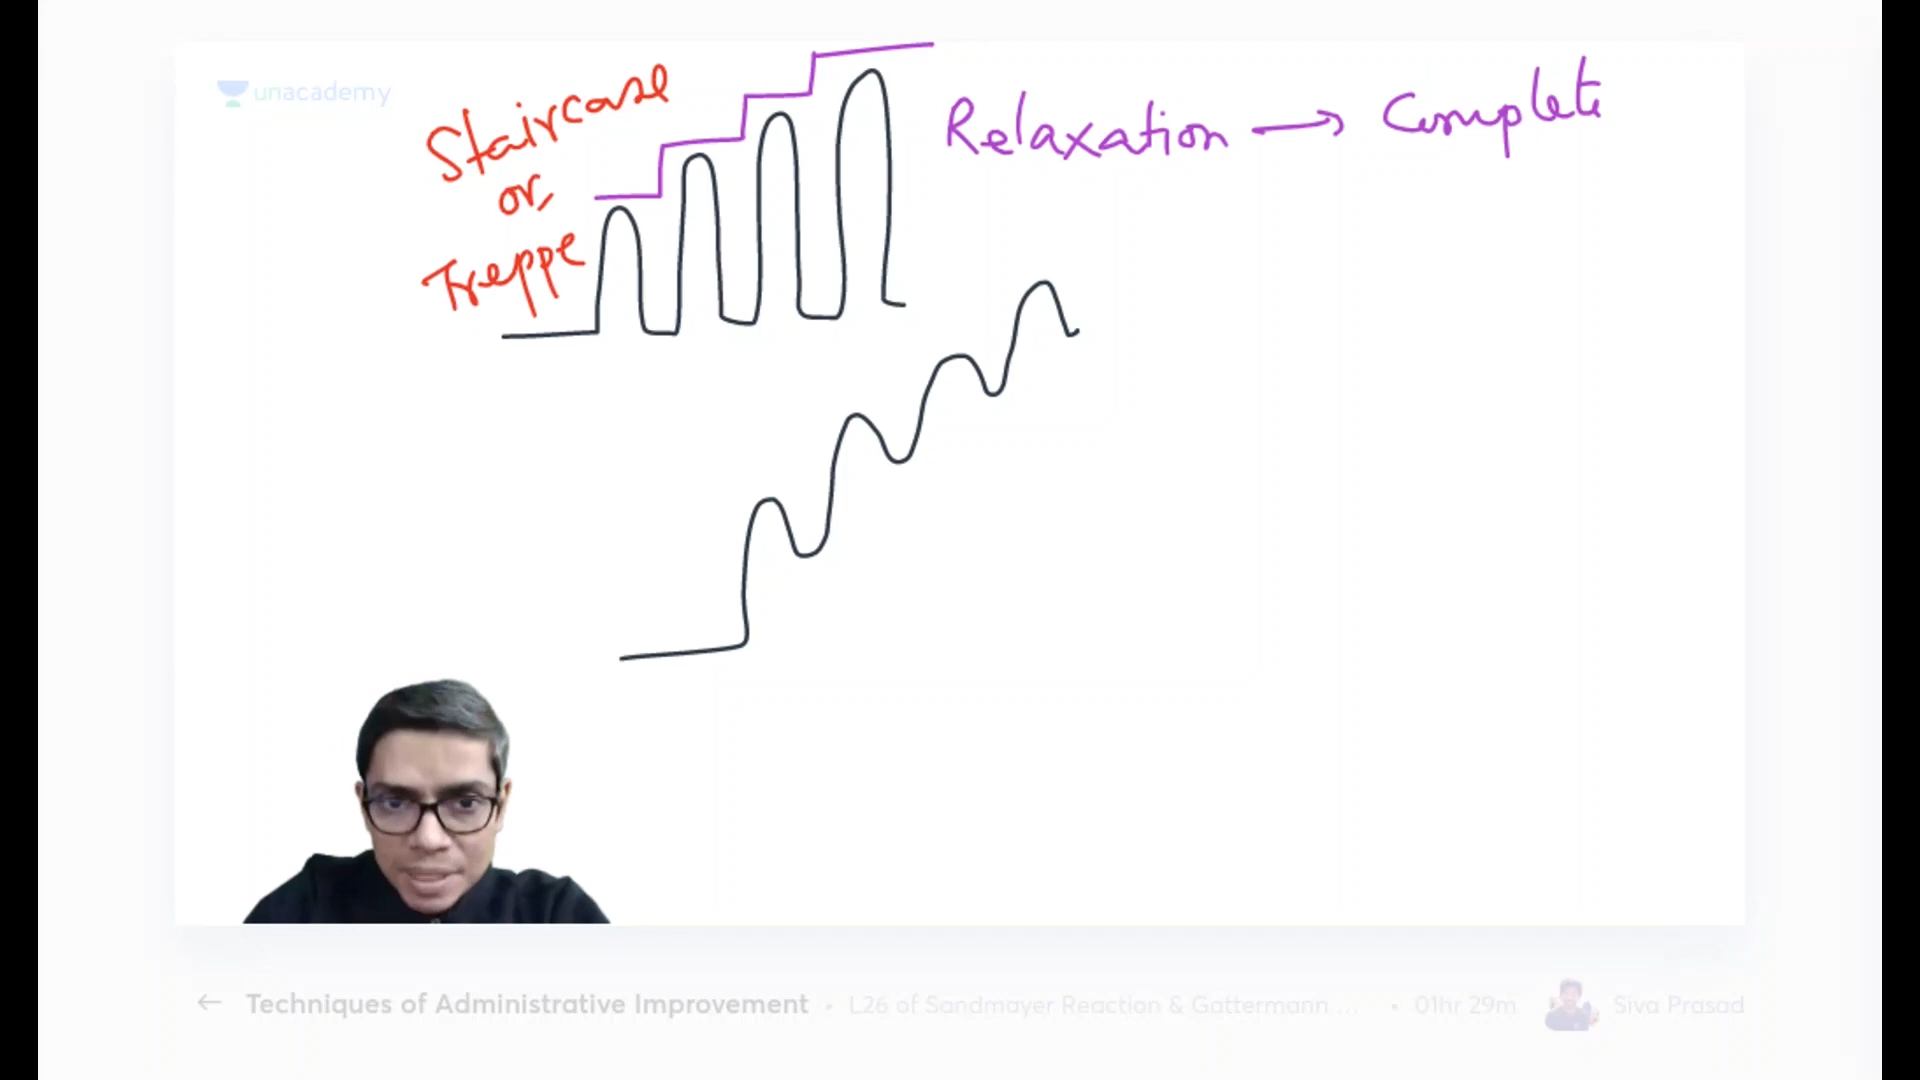 unacademy
Staircase
or,
Treppe
Relaxation → Complete
← Techniques of Administrative Improvement • L26 of Sandmayer Reaction & Gattermann ... • 01hr 29m Siva Prasad